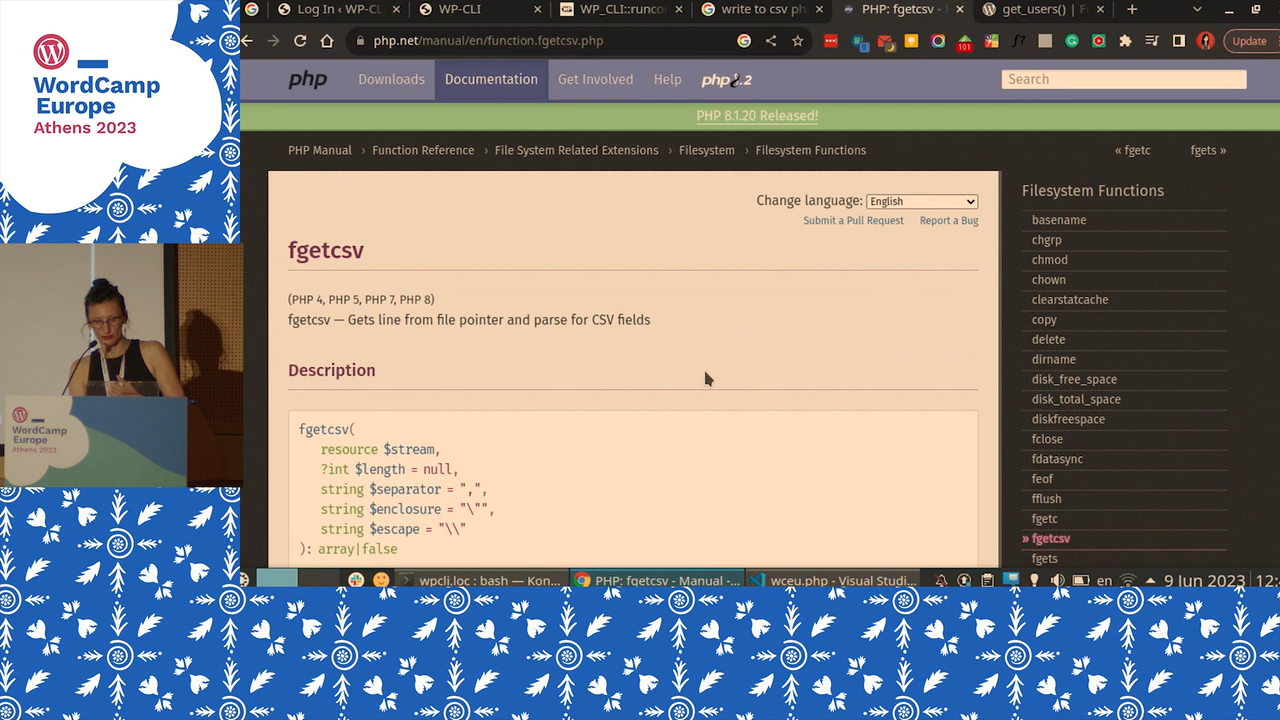 WordCamp
Europe
Athens 2023
WordCamp
Europe
Athens 2023
Log In ‹ WP-CL
WP-CLI
WP_CLI::runco
write to csv ph
PHP: fgetcsv -
get_users() | F
php.net/manual/en/function.fgetcsv.php
101
Update
php
Downloads
Documentation
Get Involved
Help
php8.2
Search
PHP 8.1.20 Released!
PHP Manual › Function Reference › File System Related Extensions › Filesystem › Filesystem Functions
« fgetc
fgets »
Change language: English
Submit a Pull Request
Report a Bug
fgetcsv
(PHP 4, PHP 5, PHP 7, PHP 8)
fgetcsv — Gets line from file pointer and parse for CSV fields
Description
fgetcsv(
resource $stream,
?int $length = null,
string $separator = ",",
string $enclosure = "\"",
string $escape = "\\"
): array|false
Filesystem Functions
basename
chgrp
chmod
chown
clearstatcache
copy
delete
dirname
disk_free_space
disk_total_space
diskfreespace
fclose
fdatasync
feof
fflush
fgetc
» fgetcsv
fgets
wpcli.loc : bash — Kon...
PHP: fgetcsv - Manual -...
wceu.php - Visual Studi...
en
9 Jun 2023
12: